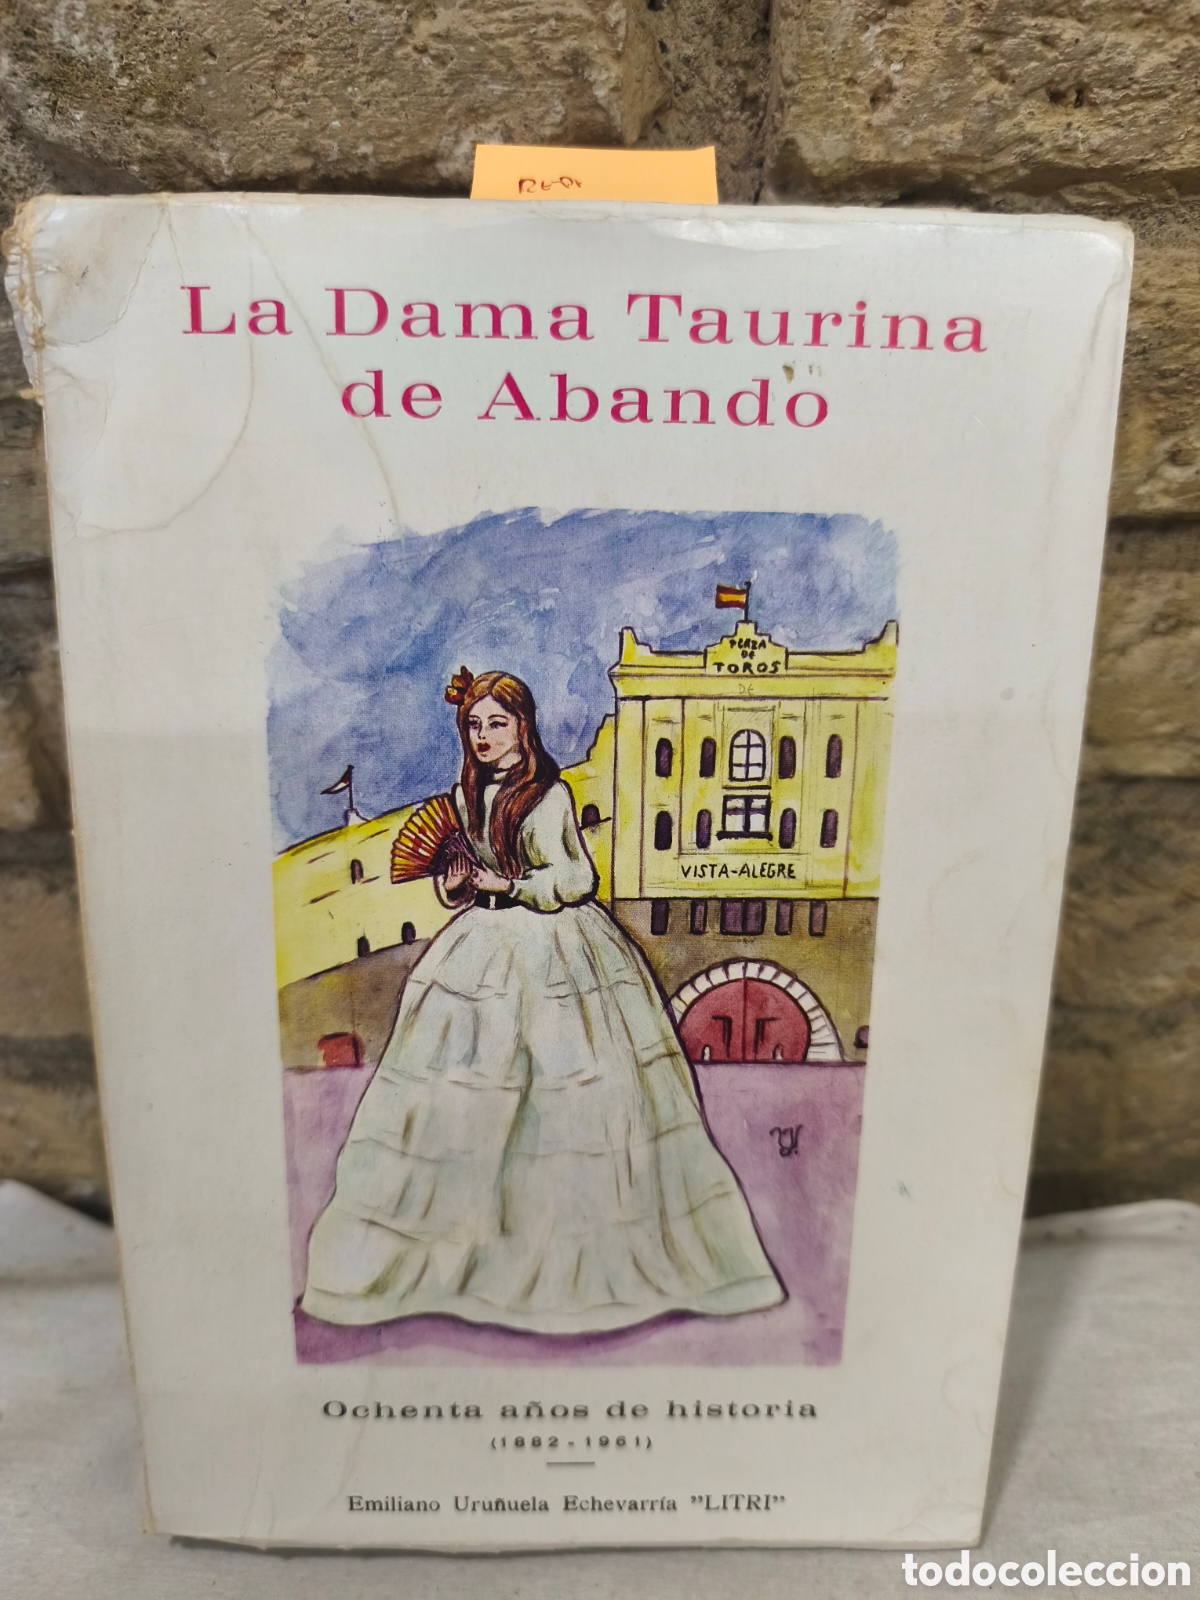 La Dama Taurina
de Abando
PLAZA
DE
TOROS
DE
VISTA-ALEGRE
Ochenta años de historia
(1882 - 1961)
Emiliano Uruñuela Echevarría "LITRI"
todocoleccion